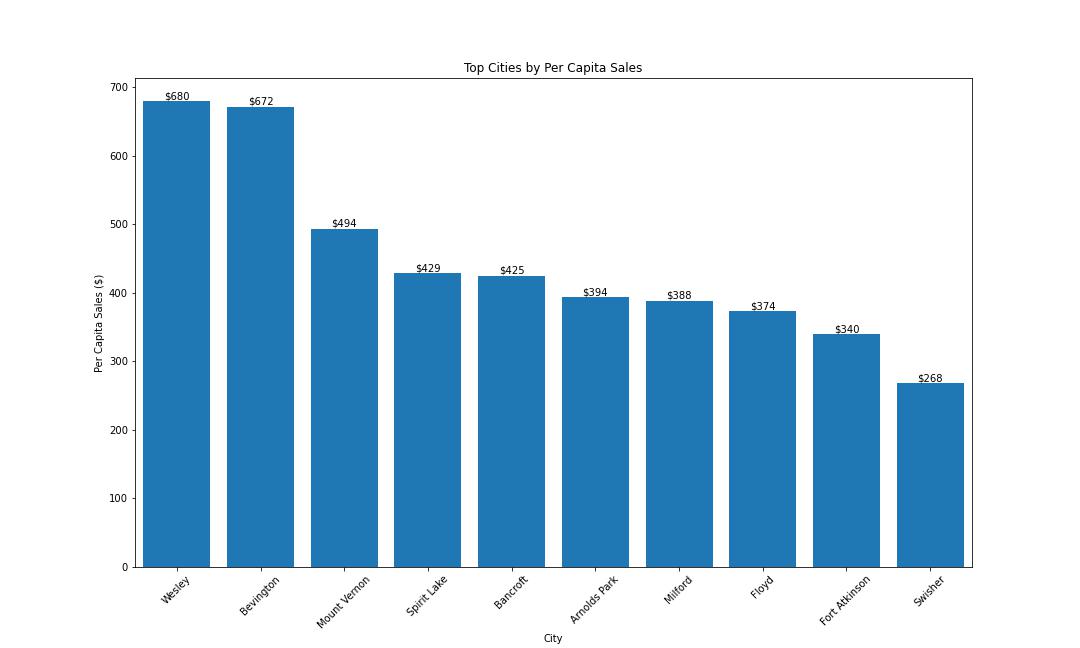 Top Cities by Per Capita Sales
Per Capita Sales ($)
700
600
500
400
300
200
100
0
$680
$672
$494
$429
$425
$394
$388
$374
$340
$268
Wesley
Bevington
Mount Vernon
Spirit Lake
Bancroft
Arnolds Park
Milford
Floyd
Fort Atkinson
Swisher
City